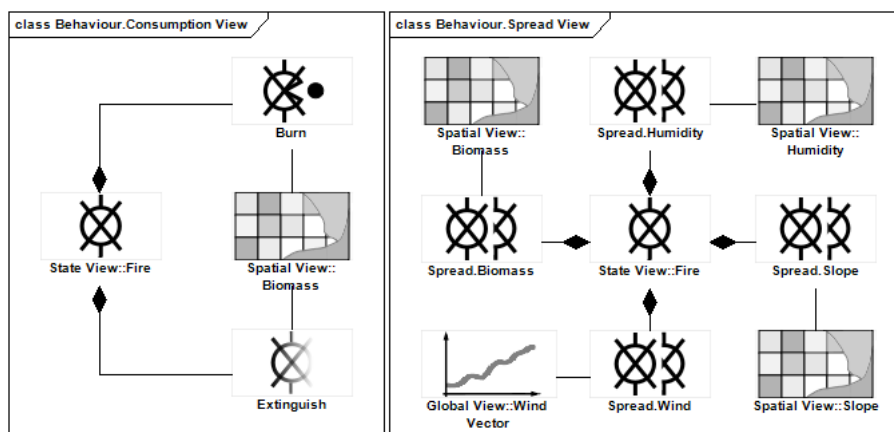 class Behaviour.Consumption View
Burn
State View::Fire
Spatial View::
Biomass
Extinguish
class Behaviour.Spread View
Spatial View::
Biomass
Spread.Humidity
Spatial View::
Humidity
Spread.Biomass
State View::Fire
Spread.Slope
Global View::Wind
Vector
Spread.Wind
Spatial View::Slope